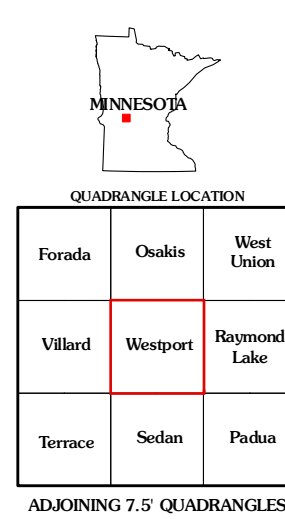 MINNESOTA
QUADRANGLE LOCATION
Forada
Osakis
West
Union
Villard
Westport
Raymond
Lake
Terrace
Sedan
Padua
ADJOINING 7.5' QUADRANGLES